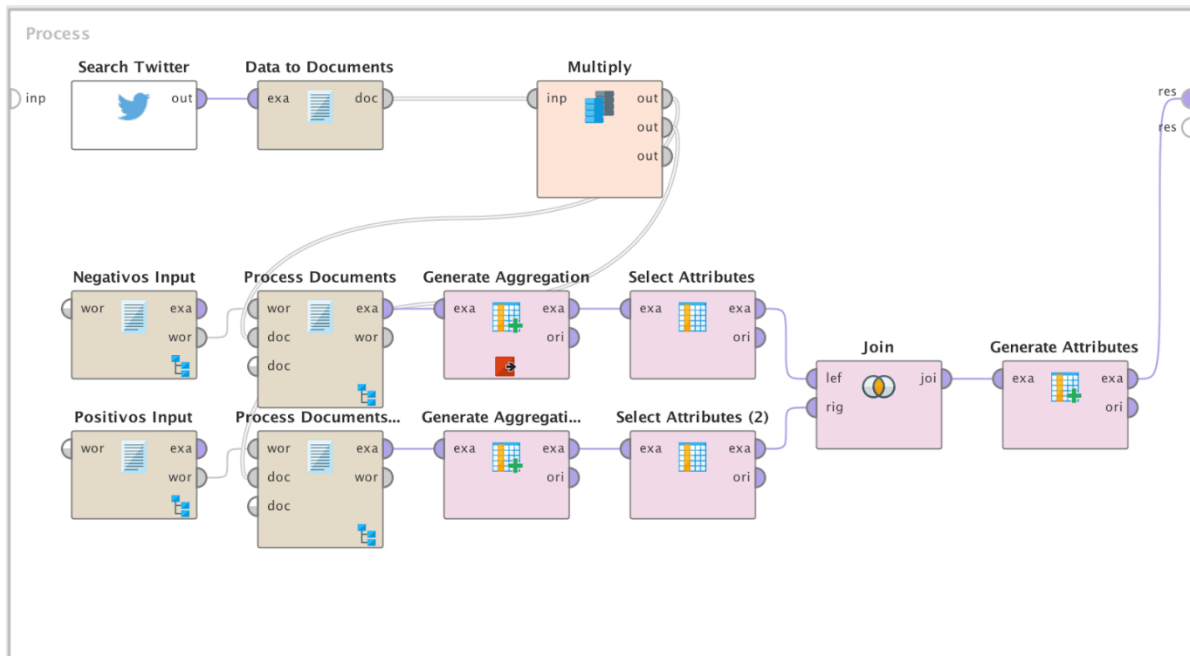 Process
Search Twitter
Data to Documents
Multiply
inp
out
exa
doc
inp
out
out
out
res
res
Negativos Input
Process Documents
Generate Aggregation
Select Attributes
wor
exa
wor
wor
exa
doc
wor
doc
exa
exa
ori
exa
exa
ori
Join
Generate Attributes
lef
joi
rig
exa
exa
ori
Positivos Input
Process Documents...
Generate Aggregati...
Select Attributes (2)
wor
exa
wor
wor
exa
doc
wor
doc
exa
exa
ori
exa
exa
ori